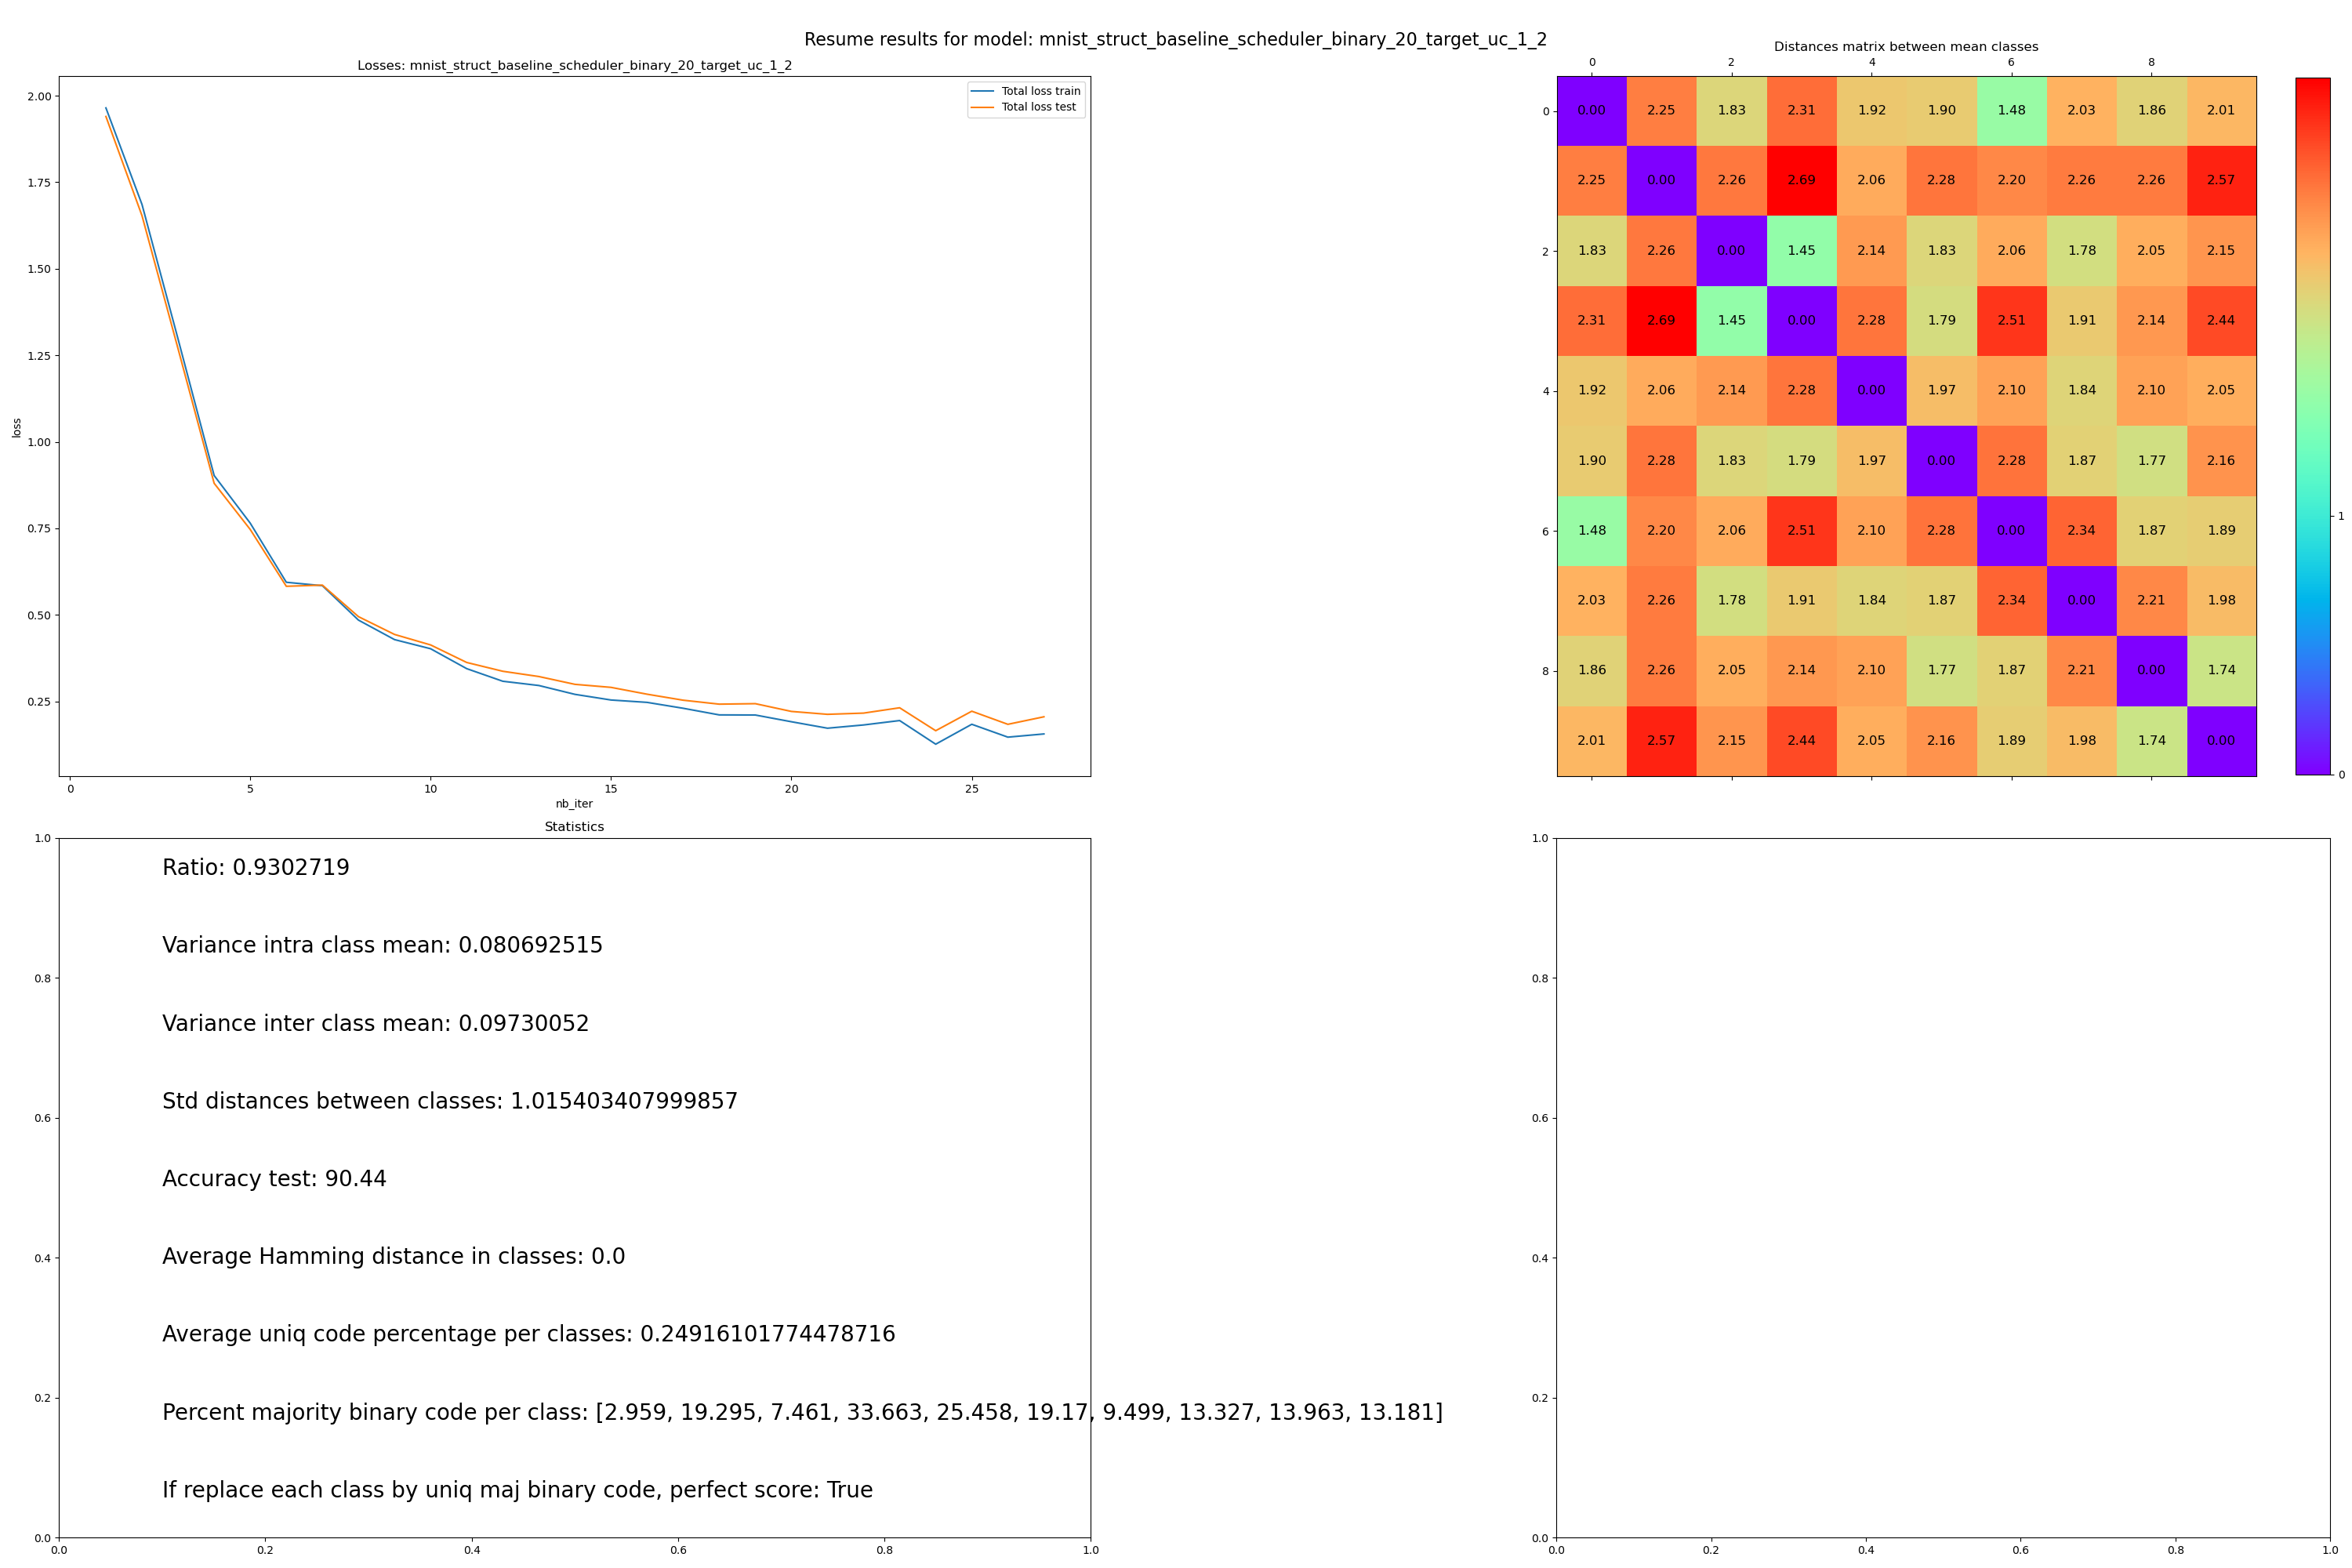 Resume results for model: mnist_struct_baseline_scheduler_binary_20_target_uc_1_2
Losses: mnist_struct_baseline_scheduler_binary_20_target_uc_1_2
Total loss train
Total loss test
2.00
1.75
1.50
1.25
1.00
0.75
0.50
0.25
loss
0 5 10 15 20 25
nb_iter
Distances matrix between mean classes
0 2 4 6 8
0 0.00 2.25 1.83 2.31 1.92 1.90 1.48 2.03 1.86 2.01
2.25 0.00 2.26 2.69 2.06 2.28 2.20 2.26 2.26 2.57
2 1.83 2.26 0.00 1.45 2.14 1.83 2.06 1.78 2.05 2.15
2.31 2.69 1.45 0.00 2.28 1.79 2.51 1.91 2.14 2.44
4 1.92 2.06 2.14 2.28 0.00 1.97 2.10 1.84 2.10 2.05
1.90 2.28 1.83 1.79 1.97 0.00 2.28 1.87 1.77 2.16
6 1.48 2.20 2.06 2.51 2.10 2.28 0.00 2.34 1.87 1.89
2.03 2.26 1.78 1.91 1.84 1.87 2.34 0.00 2.21 1.98
8 1.86 2.26 2.05 2.14 2.10 1.77 1.87 2.21 0.00 1.74
2.01 2.57 2.15 2.44 2.05 2.16 1.89 1.98 1.74 0.00
1
0
Statistics
1.0
0.8
0.6
0.4
0.2
0.0
Ratio: 0.9302719
Variance intra class mean: 0.080692515
Variance inter class mean: 0.09730052
Std distances between classes: 1.015403407999857
Accuracy test: 90.44
Average Hamming distance in classes: 0.0
Average uniq code percentage per classes: 0.24916101774478716
Percent majority binary code per class: [2.959, 19.295, 7.461, 33.663, 25.458, 19.17, 9.499, 13.327, 13.963, 13.181]
If replace each class by uniq maj binary code, perfect score: True
0.0 0.2 0.4 0.6 0.8 1.0
1.0
0.8
0.6
0.4
0.2
0.0
0.0 0.2 0.4 0.6 0.8 1.0